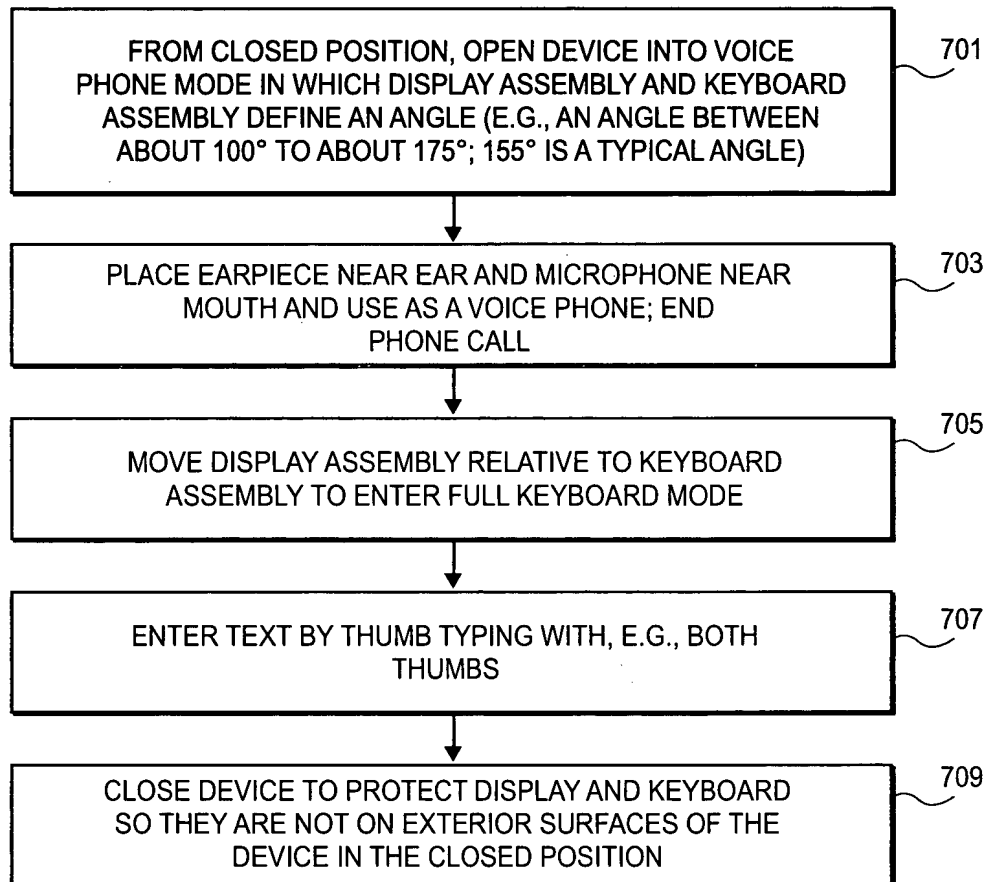 FROM CLOSED POSITION, OPEN DEVICE INTO VOICE
PHONE MODE IN WHICH DISPLAY ASSEMBLY AND KEYBOARD
ASSEMBLY DEFINE AN ANGLE (E.G., AN ANGLE BETWEEN
ABOUT 100° TO ABOUT 175°; 155° IS A TYPICAL ANGLE)
701
PLACE EARPIECE NEAR EAR AND MICROPHONE NEAR
MOUTH AND USE AS A VOICE PHONE; END
PHONE CALL
703
MOVE DISPLAY ASSEMBLY RELATIVE TO KEYBOARD
ASSEMBLY TO ENTER FULL KEYBOARD MODE
705
ENTER TEXT BY THUMB TYPING WITH, E.G., BOTH
THUMBS
707
CLOSE DEVICE TO PROTECT DISPLAY AND KEYBOARD
SO THEY ARE NOT ON EXTERIOR SURFACES OF THE
DEVICE IN THE CLOSED POSITION
709